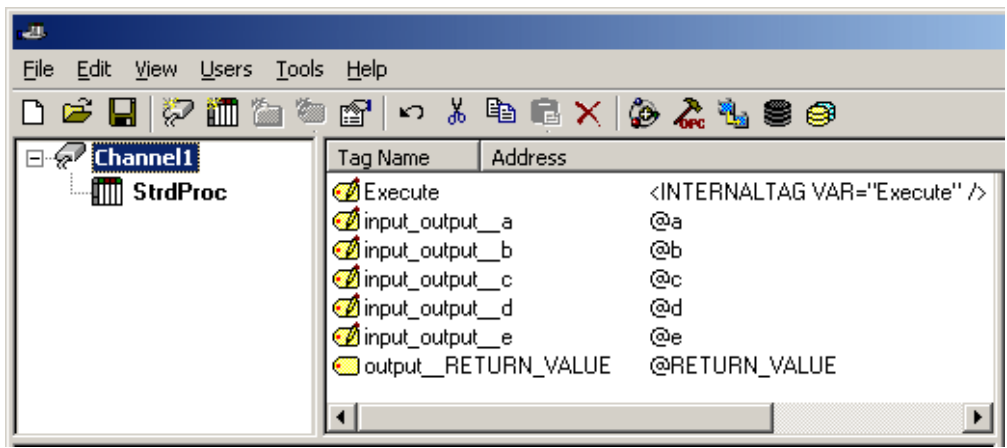 File Edit View Users Tools Help
OPC
Channel1
StrdProc
Tag Name Address
Execute <INTERNALTAG VAR="Execute" />
input_output__a @a
input_output__b @b
input_output__c @c
input_output__d @d
input_output__e @e
output__RETURN_VALUE @RETURN_VALUE